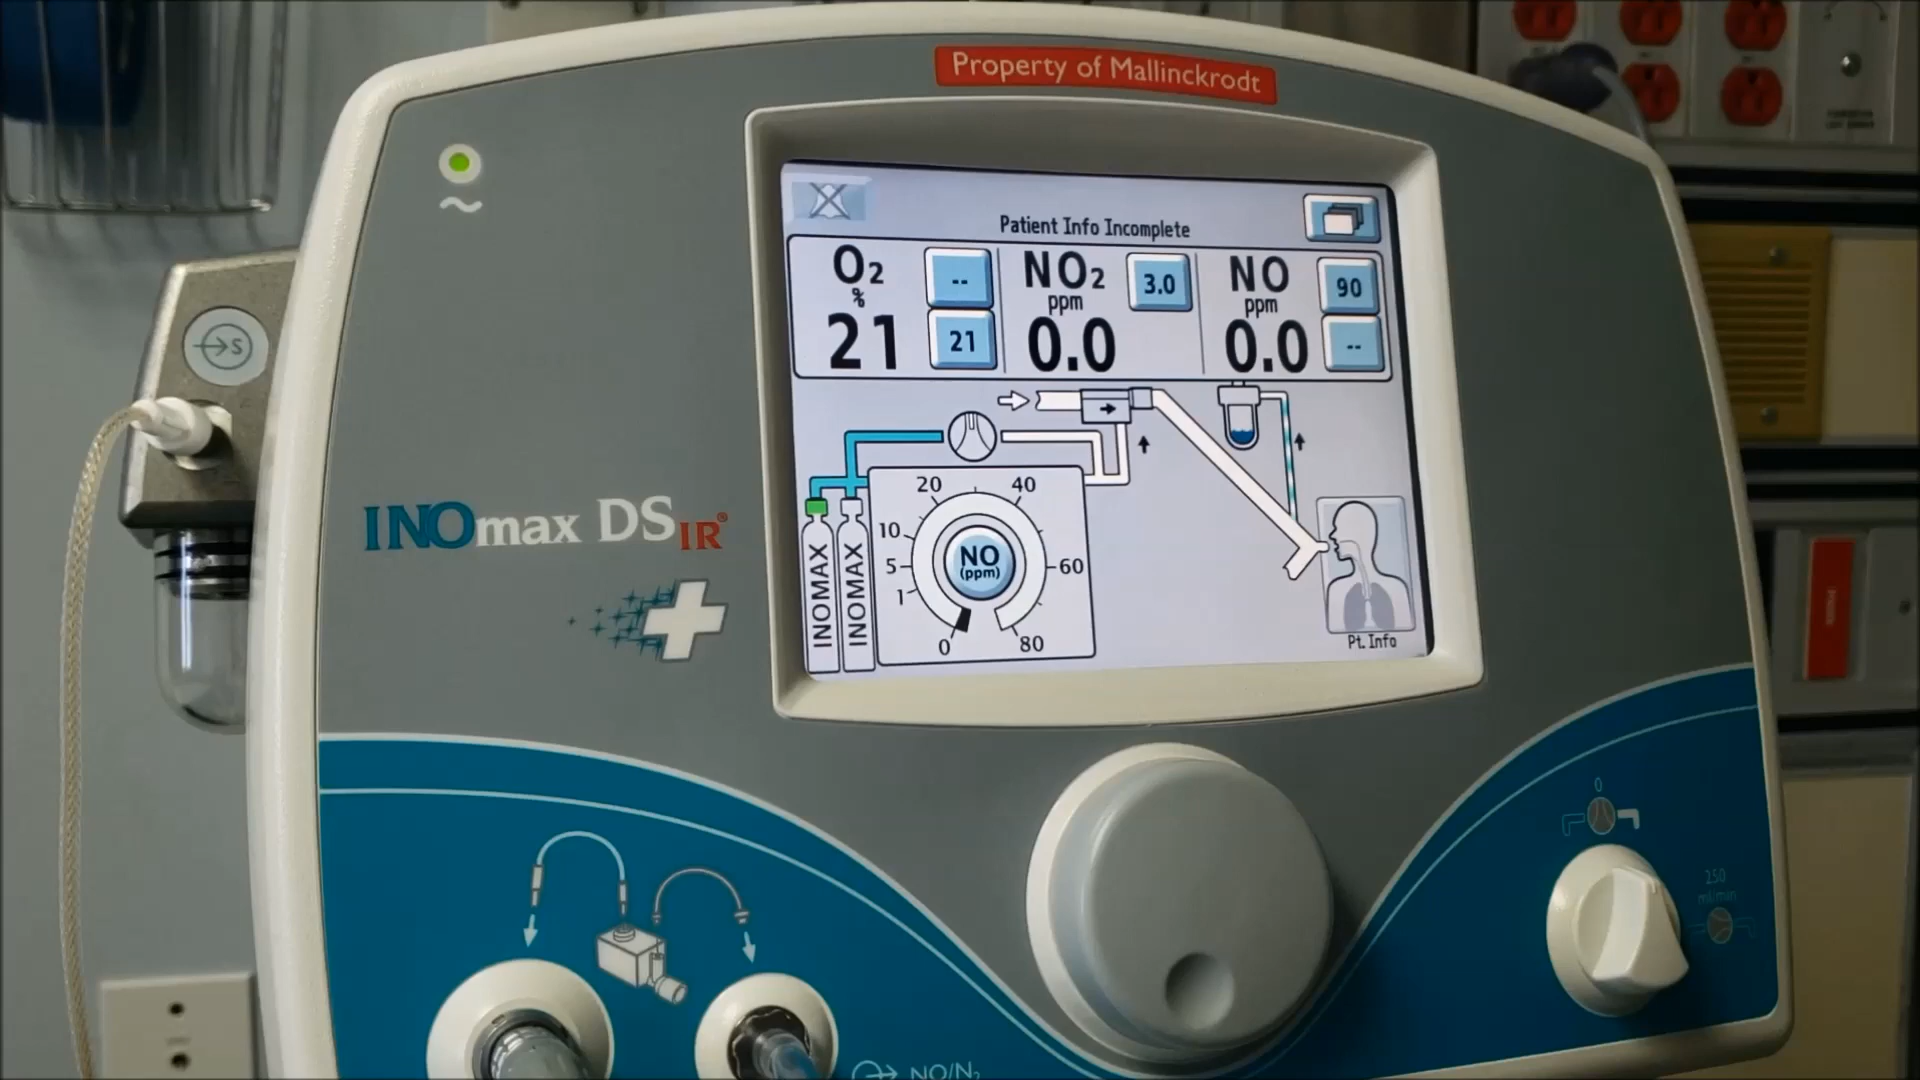 Property of Mallinckrodt
Patient Info Incomplete
O2
%
21
--
21
NO2
ppm
0.0
3.0
NO
ppm
0.0
90
--
S
INOmax DSIR®
INOMAX
INOMAX
20
40
10
5
1
0
60
80
NO
(ppm)
Pt. Info
0
250
ml/min
NO/N2